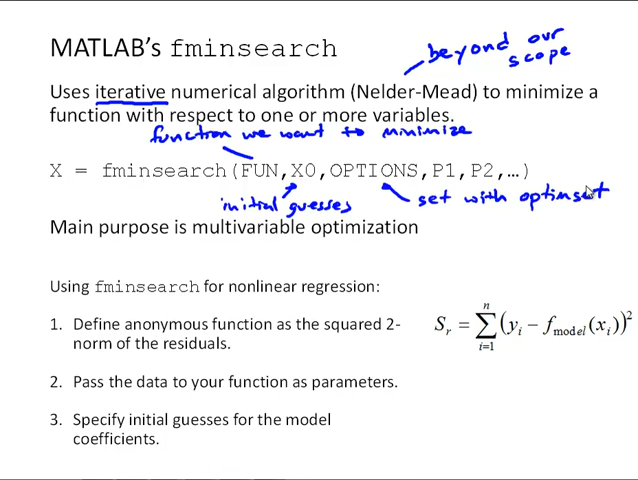 MATLAB's fminsearch
beyond our
scope
Uses iterative numerical algorithm (Nelder-Mead) to minimize a
function with respect to one or more variables.
function we want to minimize
X = fminsearch(FUN,X0,OPTIONS,P1,P2,…)
initial guesses
set with optimset
Main purpose is multivariable optimization
Using fminsearch for nonlinear regression:
1. Define anonymous function as the squared 2-
norm of the residuals.
S_r = ∑_{i=1}^{n} (y_i − f_model(x_i))^2
2. Pass the data to your function as parameters.
3. Specify initial guesses for the model
coefficients.